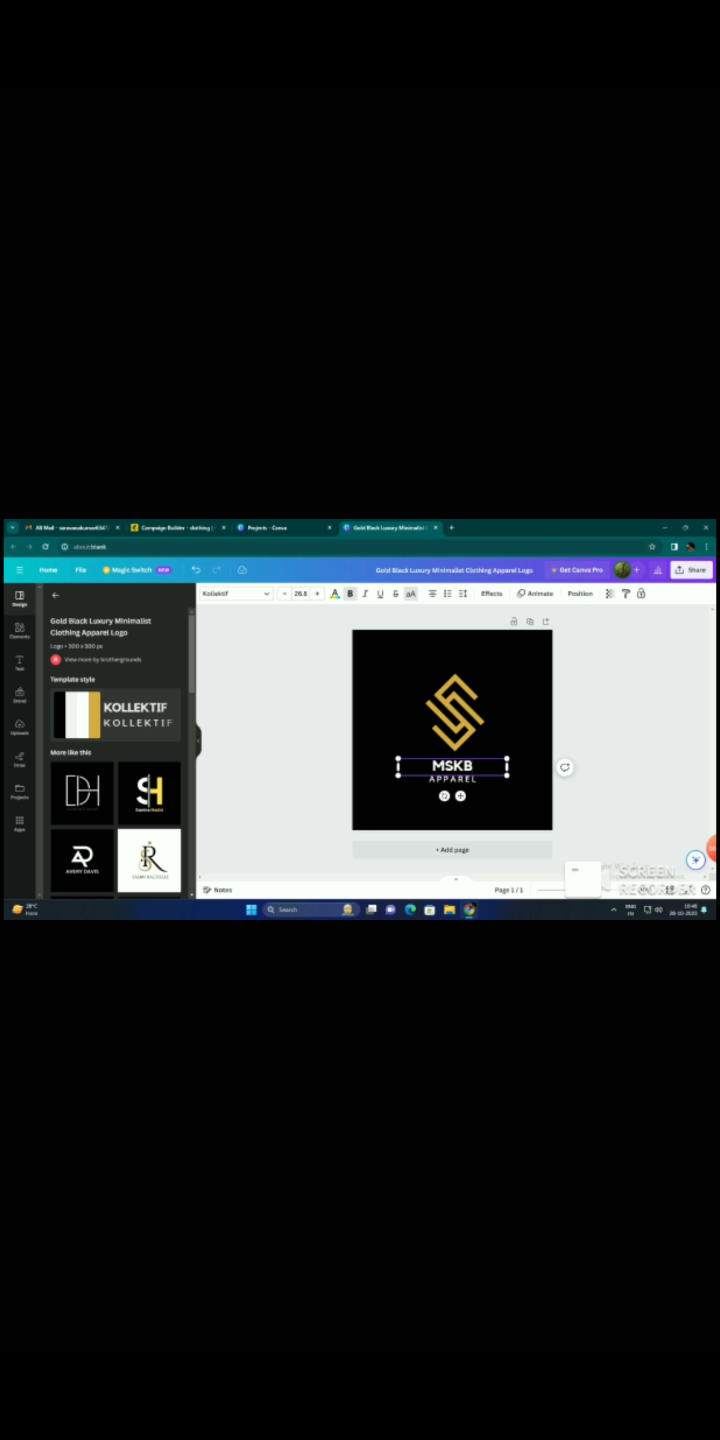 Campaign Builder - clothing |
Projects - Canva
Gold Black Luxury Minimalist
about:blank
Home
File
Magic Switch
NEW
Gold Black Luxury Minimalist Clothing Apparel Logo
Get Canva Pro
Share
Design
Elements
Text
Brand
Uploads
Draw
Projects
Apps
Gold Black Luxury Minimalist
Clothing Apparel Logo
Logo • 500 x 500 px
View more by brothergrounds
Template style
KOLLEKTIF
KOLLEKTIF
More like this
DH
SH
AVERY DAVIS
Kollektif
26.8
A
B
I
U
S
aA
Effects
Animate
Position
MSKB
APPAREL
+ Add page
Notes
Page 1 / 1
SCREEN
RECORDER
28°C
Haze
Search
ENG
IN
10:46
28-10-2023